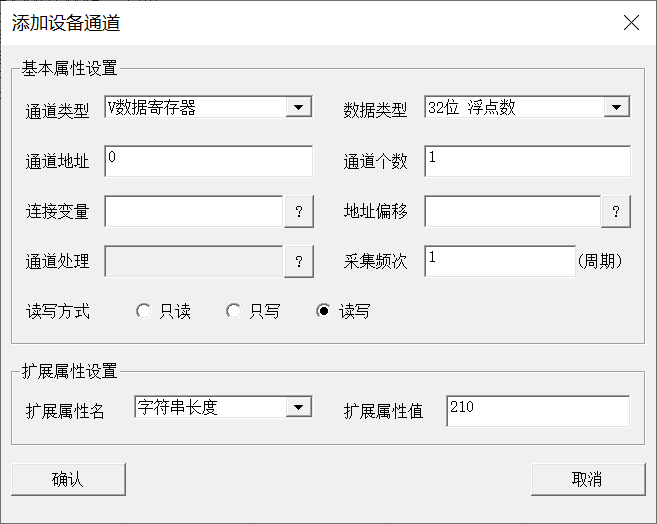 添加设备通道
基本属性设置
通道类型 V数据寄存器 数据类型 32位 浮点数
通道地址 0 通道个数 1
连接变量 ? 地址偏移 ?
通道处理 ? 采集频次 1 (周期)
读写方式 只读 只写 读写
扩展属性设置
扩展属性名 字符串长度 扩展属性值 210
确认 取消